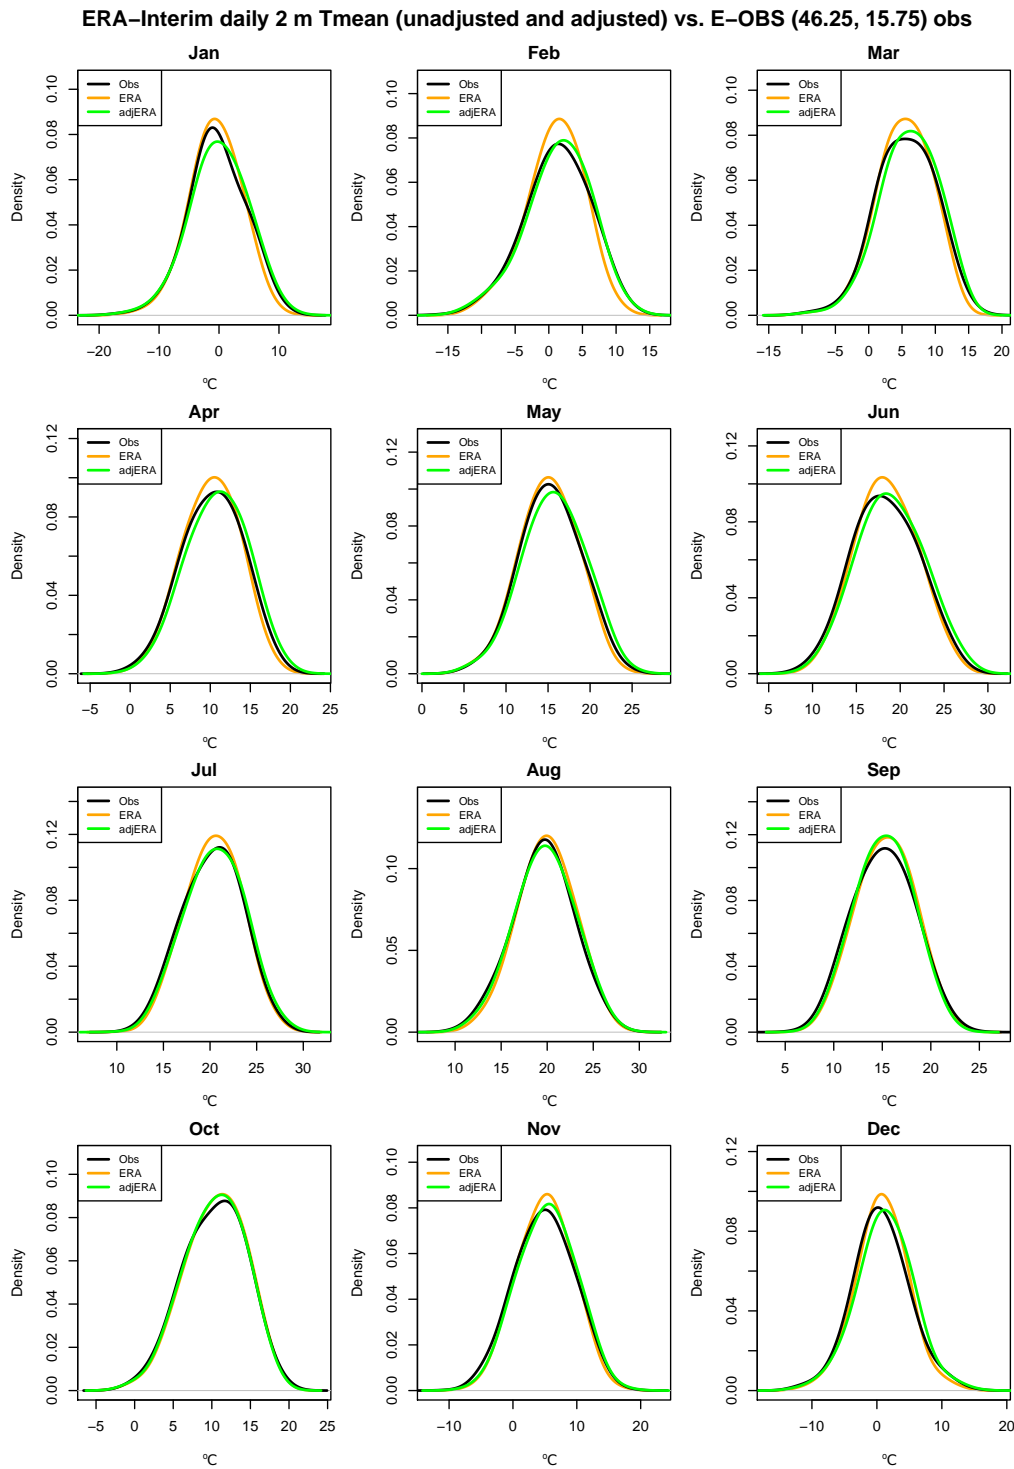 ERA−Interim daily 2 m Tmean (unadjusted and adjusted) vs. E−OBS (46.25, 15.75) obs
Jan
Obs
ERA
adjERA
Density
0.00 0.02 0.04 0.06 0.08 0.10
−20 −10 0 10
°C
Feb
Obs
ERA
adjERA
Density
0.00 0.02 0.04 0.06 0.08 0.10
−15 −5 0 5 10 15
°C
Mar
Obs
ERA
adjERA
Density
0.00 0.02 0.04 0.06 0.08 0.10
−15 −5 0 5 10 15 20
°C
Apr
Obs
ERA
adjERA
Density
0.00 0.04 0.08 0.12
−5 0 5 10 15 20 25
°C
May
Obs
ERA
adjERA
Density
0.00 0.04 0.08 0.12
0 5 10 15 20 25
°C
Jun
Obs
ERA
adjERA
Density
0.00 0.04 0.08 0.12
5 10 15 20 25 30
°C
Jul
Obs
ERA
adjERA
Density
0.00 0.04 0.08 0.12
10 15 20 25 30
°C
Aug
Obs
ERA
adjERA
Density
0.00 0.05 0.10
10 15 20 25 30
°C
Sep
Obs
ERA
adjERA
Density
0.00 0.04 0.08 0.12
5 10 15 20 25
°C
Oct
Obs
ERA
adjERA
Density
0.00 0.02 0.04 0.06 0.08 0.10
−5 0 5 10 15 20 25
°C
Nov
Obs
ERA
adjERA
Density
0.00 0.02 0.04 0.06 0.08 0.10
−10 0 5 10 20
°C
Dec
Obs
ERA
adjERA
Density
0.00 0.04 0.08 0.12
−10 0 10 20
°C